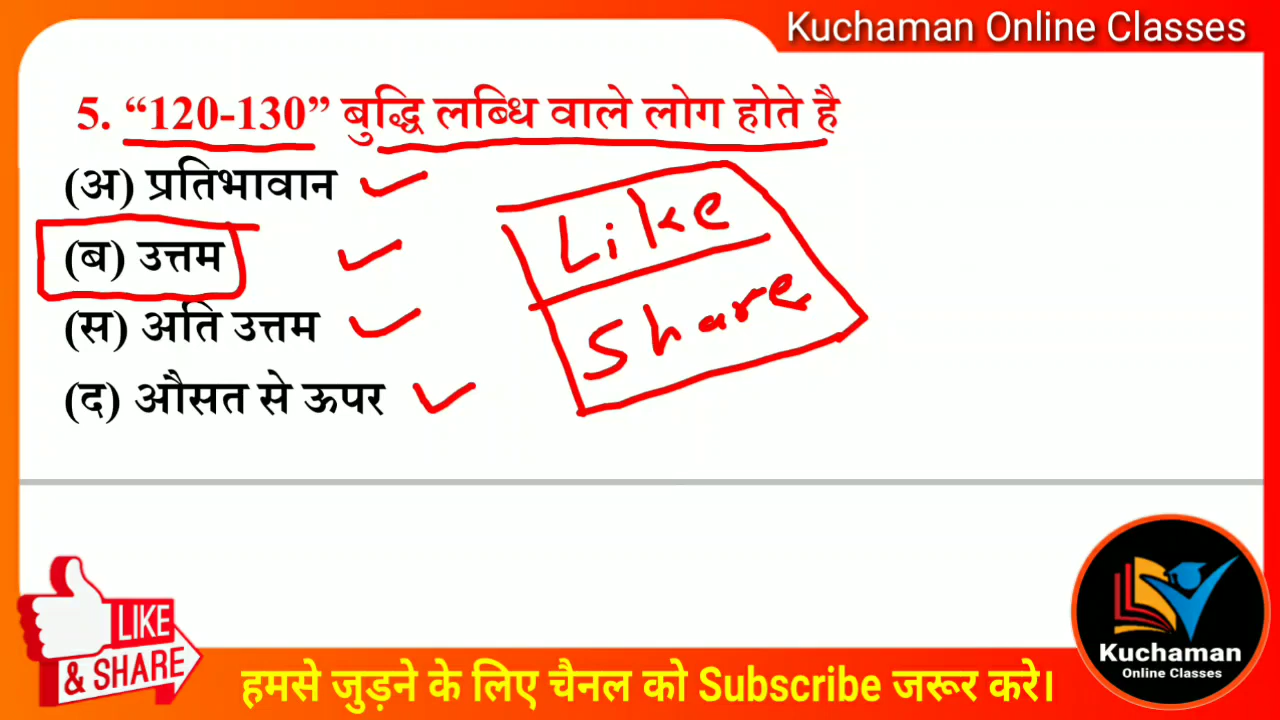 Kuchaman Online Classes
5. “120-130” बुद्धि लब्धि वाले लोग होते है
(अ) प्रतिभावान
(ब) उत्तम
(स) अति उत्तम
(द) औसत से ऊपर
Like
Share
LIKE
& SHARE
हमसे जुड़ने के लिए चैनल को Subscribe जरूर करे।
Kuchaman
Online Classes